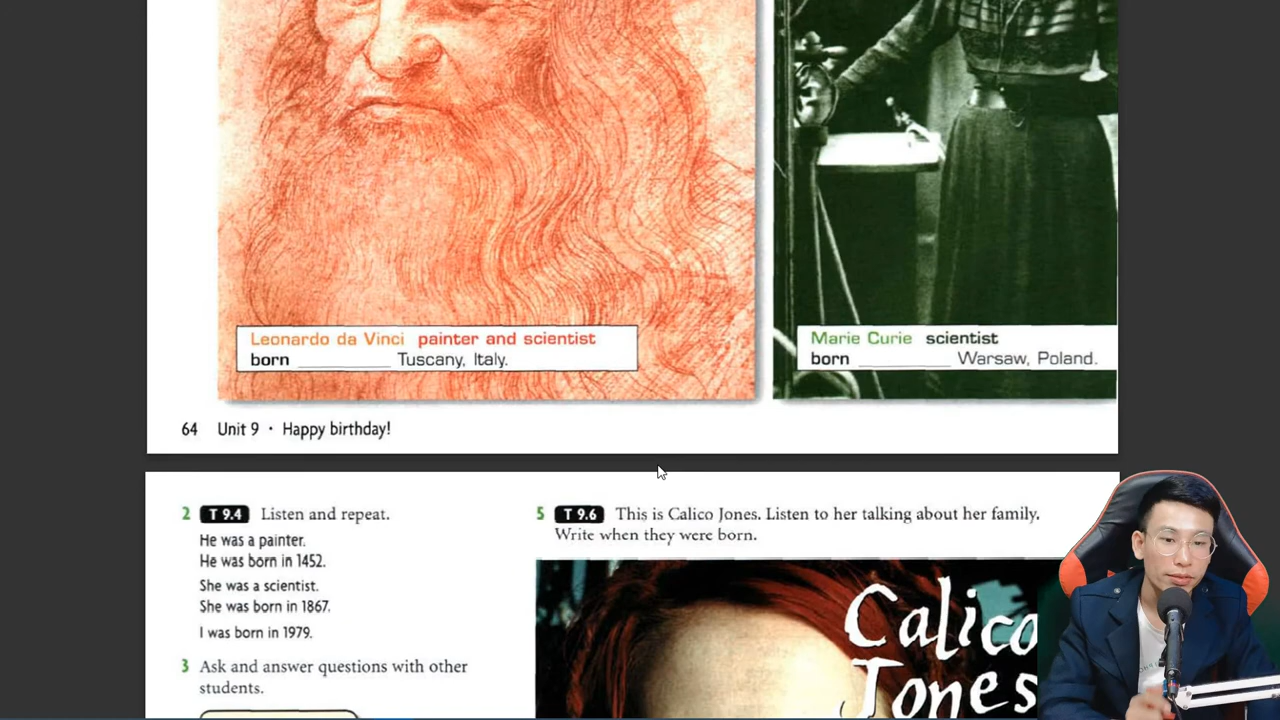 Leonardo da Vinci painter and scientist
born __________ Tuscany, Italy.
Marie Curie scientist
born __________ Warsaw, Poland.
64 Unit 9 · Happy birthday!
2 T 9.4 Listen and repeat.
He was a painter.
He was born in 1452.
She was a scientist.
She was born in 1867.
I was born in 1979.
3 Ask and answer questions with other
students.
5 T 9.6 This is Calico Jones. Listen to her talking about her family.
Write when they were born.
Calico
Jones